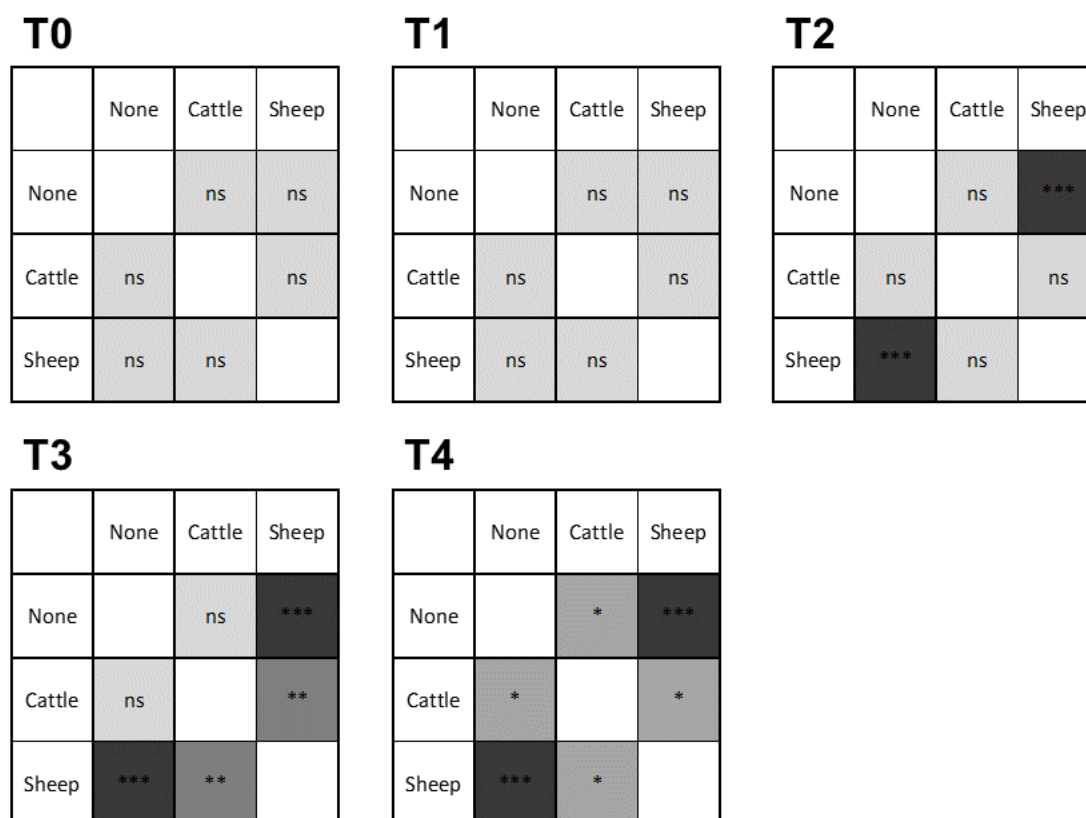 T0 T1 T2
None Cattle Sheep None Cattle Sheep None Cattle Sheep
None ns ns None ns ns None ns ***
Cattle ns ns Cattle ns ns Cattle ns ns
Sheep ns ns Sheep ns ns Sheep *** ns
T3 T4
None Cattle Sheep None Cattle Sheep
None ns *** None * ***
Cattle ns ** Cattle * *
Sheep *** ** Sheep *** *